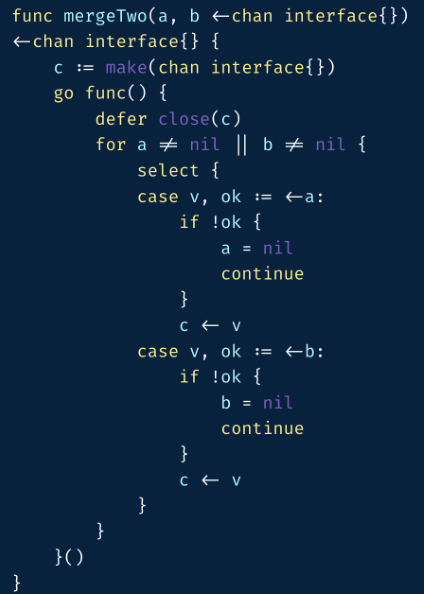 func mergeTwo(a, b <-chan interface{})
<-chan interface{} {
    c := make(chan interface{})
    go func() {
        defer close(c)
        for a != nil || b != nil {
            select {
            case v, ok := <-a:
                if !ok {
                    a = nil
                    continue
                }
                c <- v
            case v, ok := <-b:
                if !ok {
                    b = nil
                    continue
                }
                c <- v
            }
        }
    }()
}